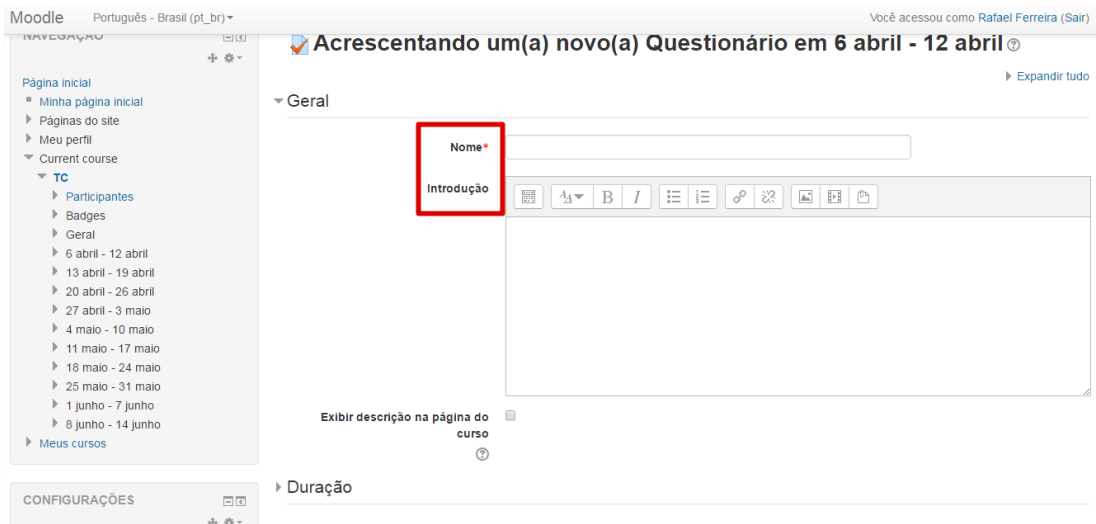 Moodle Português - Brasil (pt_br) Você acessou como Rafael Ferreira (Sair)
NAVEGAÇÃO
Página inicial
Minha página inicial
Páginas do site
Meu perfil
Current course
TC
Participantes
Badges
Geral
6 abril - 12 abril
13 abril - 19 abril
20 abril - 26 abril
27 abril - 3 maio
4 maio - 10 maio
11 maio - 17 maio
18 maio - 24 maio
25 maio - 31 maio
1 junho - 7 junho
8 junho - 14 junho
Meus cursos
CONFIGURAÇÕES
Acrescentando um(a) novo(a) Questionário em 6 abril - 12 abril
Expandir tudo
Geral
Nome*
Introdução
B I
Exibir descrição na página do
curso
Duração